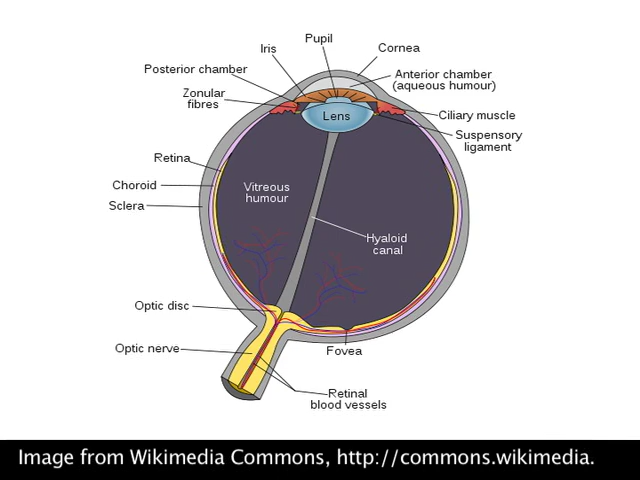 Pupil
Iris
Cornea
Posterior chamber
Anterior chamber
(aqueous humour)
Zonular
fibres
Lens
Ciliary muscle
Suspensory
ligament
Retina
Choroid
Sclera
Vitreous
humour
Hyaloid
canal
Optic disc
Optic nerve
Fovea
Retinal
blood vessels
Image from Wikimedia Commons, http://commons.wikimedia.